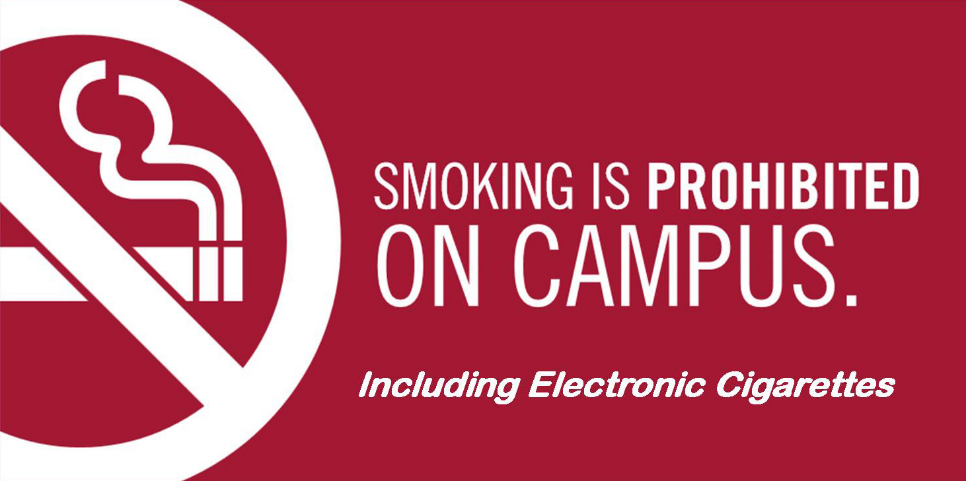 SMOKING IS PROHIBITED
ON CAMPUS.
Including Electronic Cigarettes